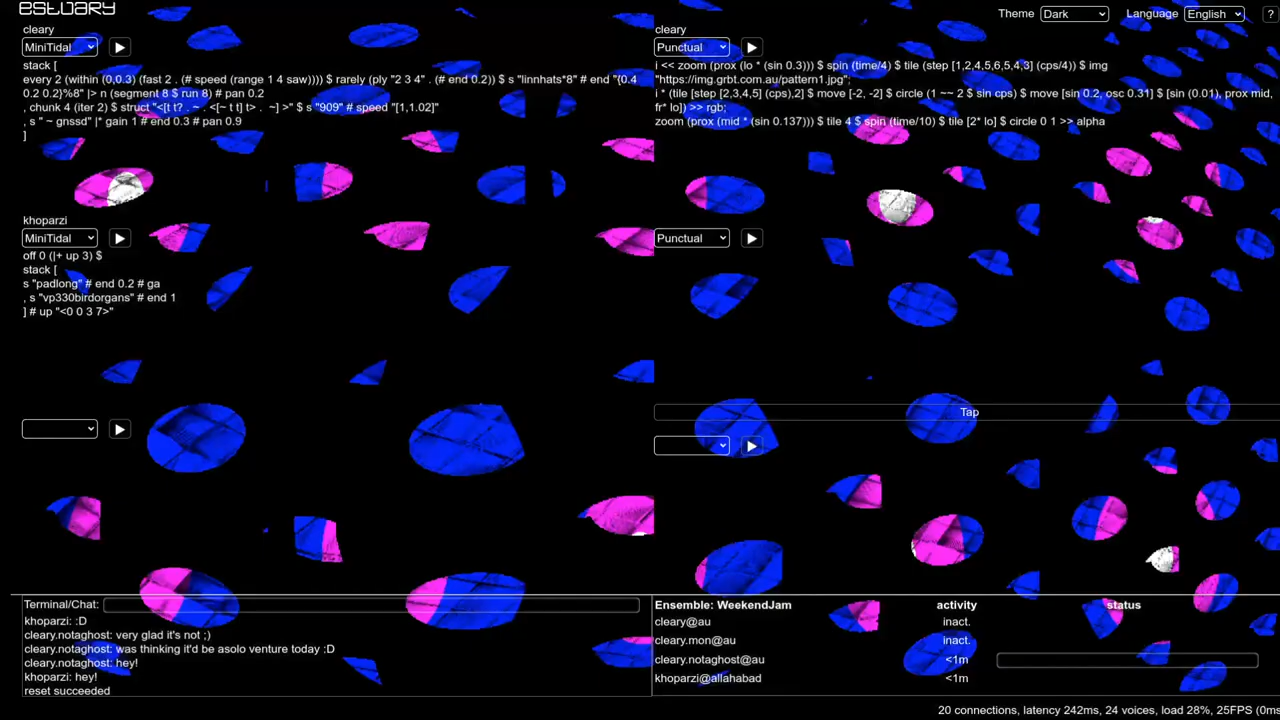 estuary
Theme Dark Language English ?
cleary
MiniTidal
stack [
every 2 (within (0,0.3) (fast 2 . (# speed (range 1 4 saw)))) $ rarely (ply "2 3 4" . (# end 0.2)) $ s "linnhats*8" # end "{0.4
0.2 0.2}%8" |> n (segment 8 $ run 8) # pan 0.2
, chunk 4 (iter 2) $ struct "<[t t? . ~ . <[~ t t] t> . ~] >" $ s "909" # speed "[1,1.02]"
, s " ~ gnssd" |* gain 1 # end 0.3 # pan 0.9
]
cleary
Punctual
i << zoom (prox (lo * (sin 0.3))) $ spin (time/4) $ tile (step [1,2,4,5,6,5,4,3] (cps/4)) $ img
"https://img.grbt.com.au/pattern1.jpg";
i * (tile [step [2,3,4,5] (cps),2] $ move [-2, -2] $ circle (1 ~~ 2 $ sin cps) $ move [sin 0.2, osc 0.31] $ [sin (0.01), prox mid,
fr* lo]) >> rgb;
zoom (prox (mid * (sin 0.137))) $ tile 4 $ spin (time/10) $ tile [2* lo] $ circle 0 1 >> alpha
khoparzi
MiniTidal
off 0 (|+ up 3) $
stack [
s "padlong" # end 0.2 # ga
, s "vp330birdorgans" # end 1
] # up "<0 0 3 7>"
Punctual
Tap
Terminal/Chat:
khoparzi: :D
cleary.notaghost: very glad it's not ;)
cleary.notaghost: was thinking it'd be asolo venture today :D
cleary.notaghost: hey!
khoparzi: hey!
reset succeeded
Ensemble: WeekendJam activity status
cleary@au inact.
cleary.mon@au inact.
cleary.notaghost@au <1m
khoparzi@allahabad <1m
20 connections, latency 242ms, 24 voices, load 28%, 25FPS (0ms